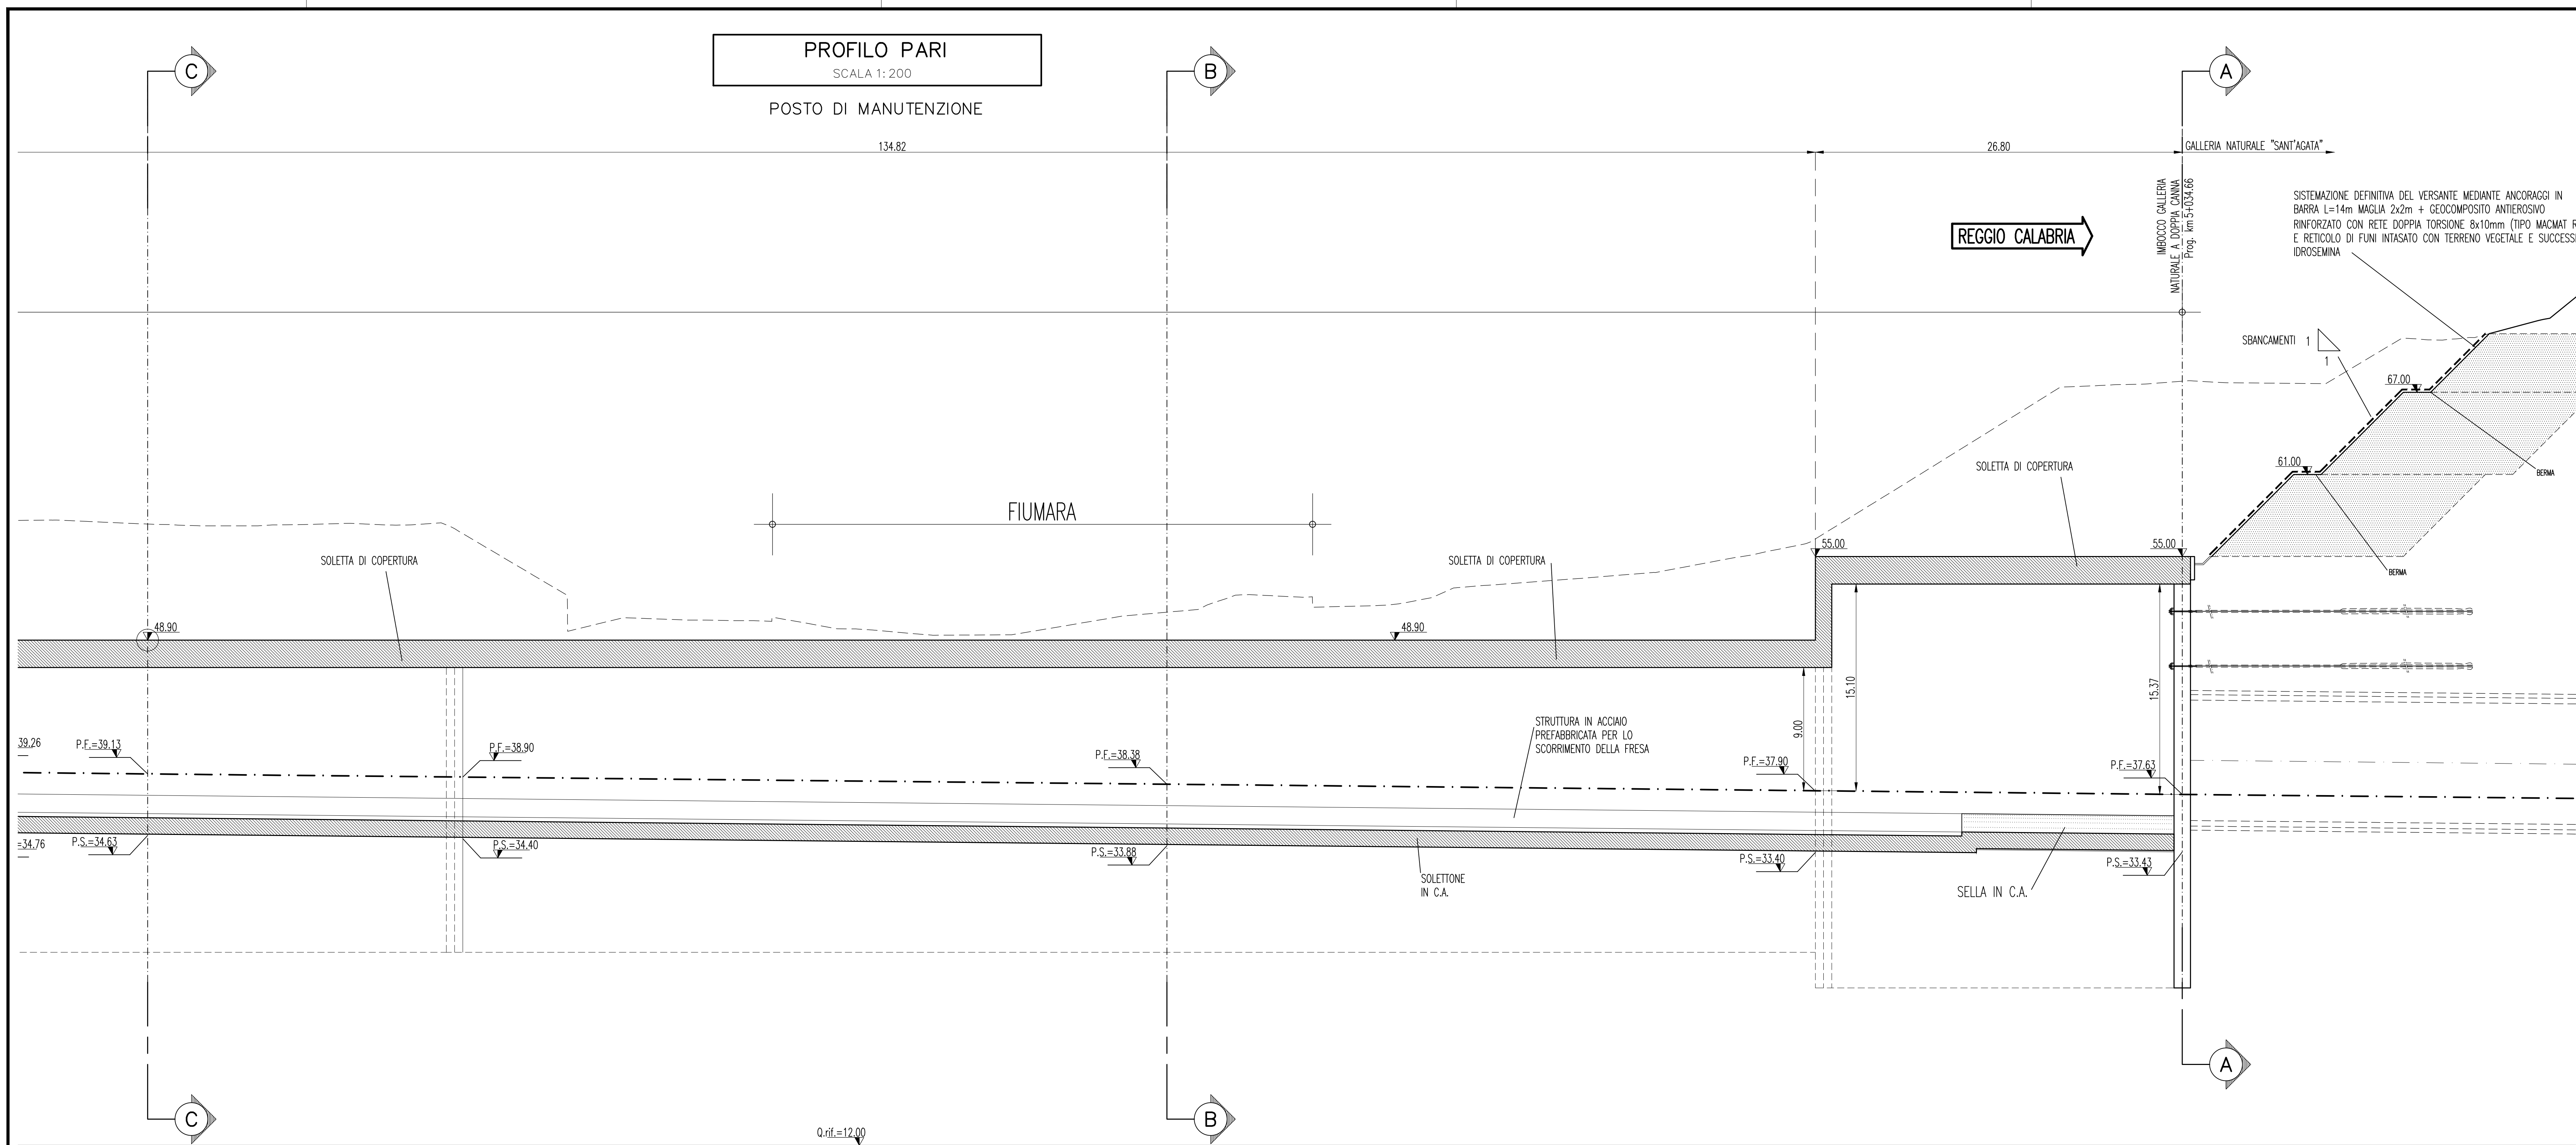 PROFILO PARI
SCALA 1:200
POSTO DI MANUTENZIONE
C
B
A
134.82
26.80
GALLERIA NATURALE "SANT'AGATA"
IMBOCCO GALLERIA
NATURALE A DOPPIA CANNA
Prog. km 5+034.66
SISTEMAZIONE DEFINITIVA DEL VERSANTE MEDIANTE ANCORAGGI IN
BARRA L=14m MAGLIA 2x2m + GEOCOMPOSITO ANTIEROSIVO
RINFORZATO CON RETE DOPPIA TORSIONE 8x10mm (TIPO MACMAT R
E RETICOLO DI FUNI INTASATO CON TERRENO VEGETALE E SUCCESSI
IDROSEMINA
REGGIO CALABRIA
SBANCAMENTI 1
1
67.00
61.00
BERMA
BERMA
SOLETTA DI COPERTURA
FIUMARA
SOLETTA DI COPERTURA
SOLETTA DI COPERTURA
55.00
55.00
48.90
48.90
15.10
15.37
9.00
STRUTTURA IN ACCIAIO
PREFABBRICATA PER LO
SCORRIMENTO DELLA FRESA
39.26
P.F.=39.13
P.F.=38.90
P.F.=38.38
P.F.=37.90
P.F.=37.63
=34.76
P.S.=34.63
P.S.=34.40
P.S.=33.88
P.S.=33.40
P.S.=33.43
SOLETTONE
IN C.A.
SELLA IN C.A.
A
C
B
Q.rif.=12.00